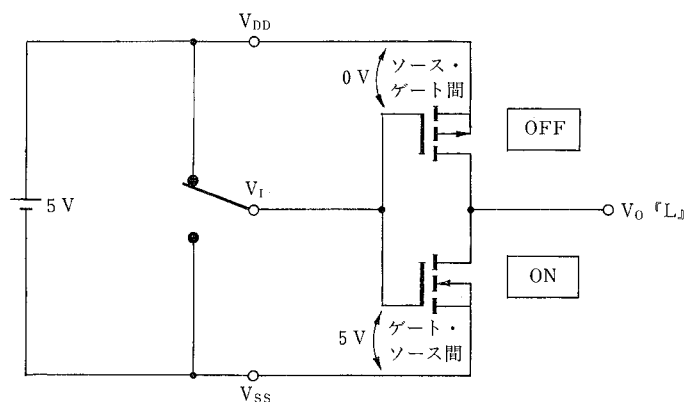 V_DD
0 V
ソース・
ゲート間
OFF
5 V
V_I
V_O 『L』
ON
5 V
ゲート・
ソース間
V_SS